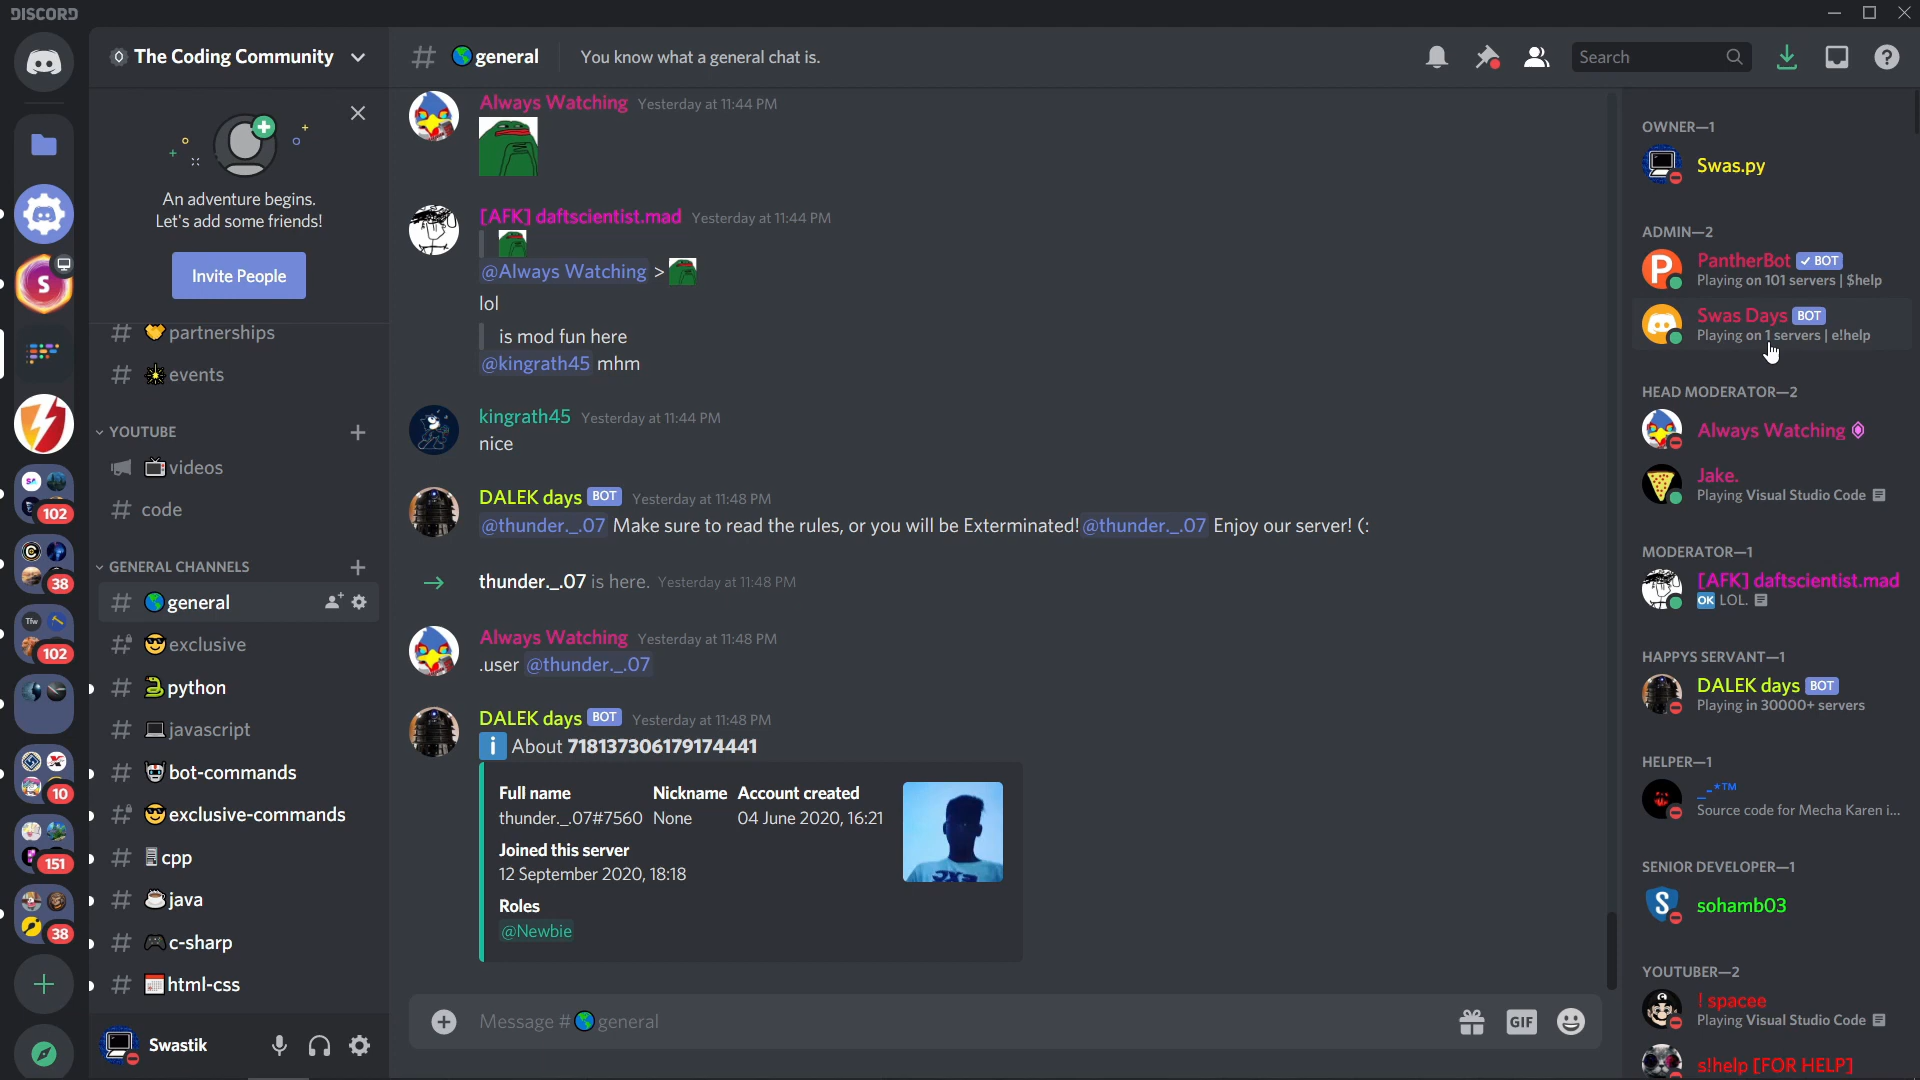 DISCORD
The Coding Community
An adventure begins.
Let's add some friends!
Invite People
# partnerships
# events
YOUTUBE
videos
# code
GENERAL CHANNELS
# general
# exclusive
# python
# javascript
# bot-commands
# exclusive-commands
# cpp
# java
# c-sharp
# html-css
Swastik
102
38
Tfw
102
10
151
38
# general
You know what a general chat is.
Search
Always Watching Yesterday at 11:44 PM
[AFK] daftscientist.mad Yesterday at 11:44 PM
@Always Watching >
lol
is mod fun here
@kingrath45 mhm
kingrath45 Yesterday at 11:44 PM
nice
DALEK days BOT Yesterday at 11:48 PM
@thunder._.07 Make sure to read the rules, or you will be Exterminated! @thunder._.07 Enjoy our server! (:
thunder._.07 is here. Yesterday at 11:48 PM
Always Watching Yesterday at 11:48 PM
.user @thunder._.07
DALEK days BOT Yesterday at 11:48 PM
i About 718137306179174441
Full name Nickname Account created
thunder._.07#7560 None 04 June 2020, 16:21
Joined this server
12 September 2020, 18:18
Roles
@Newbie
Message # general
GIF
OWNER—1
Swas.py
ADMIN—2
PantherBot ✓ BOT
Playing on 101 servers | $help
Swas Days BOT
Playing on 1 servers | e!help
HEAD MODERATOR—2
Always Watching
Jake.
Playing Visual Studio Code
MODERATOR—1
[AFK] daftscientist.mad
OK LOL.
HAPPYS SERVANT—1
DALEK days BOT
Playing in 30000+ servers
HELPER—1
_-*™
Source code for Mecha Karen i...
SENIOR DEVELOPER—1
sohamb03
YOUTUBER—2
! spacee
Playing Visual Studio Code
s!help [FOR HELP]